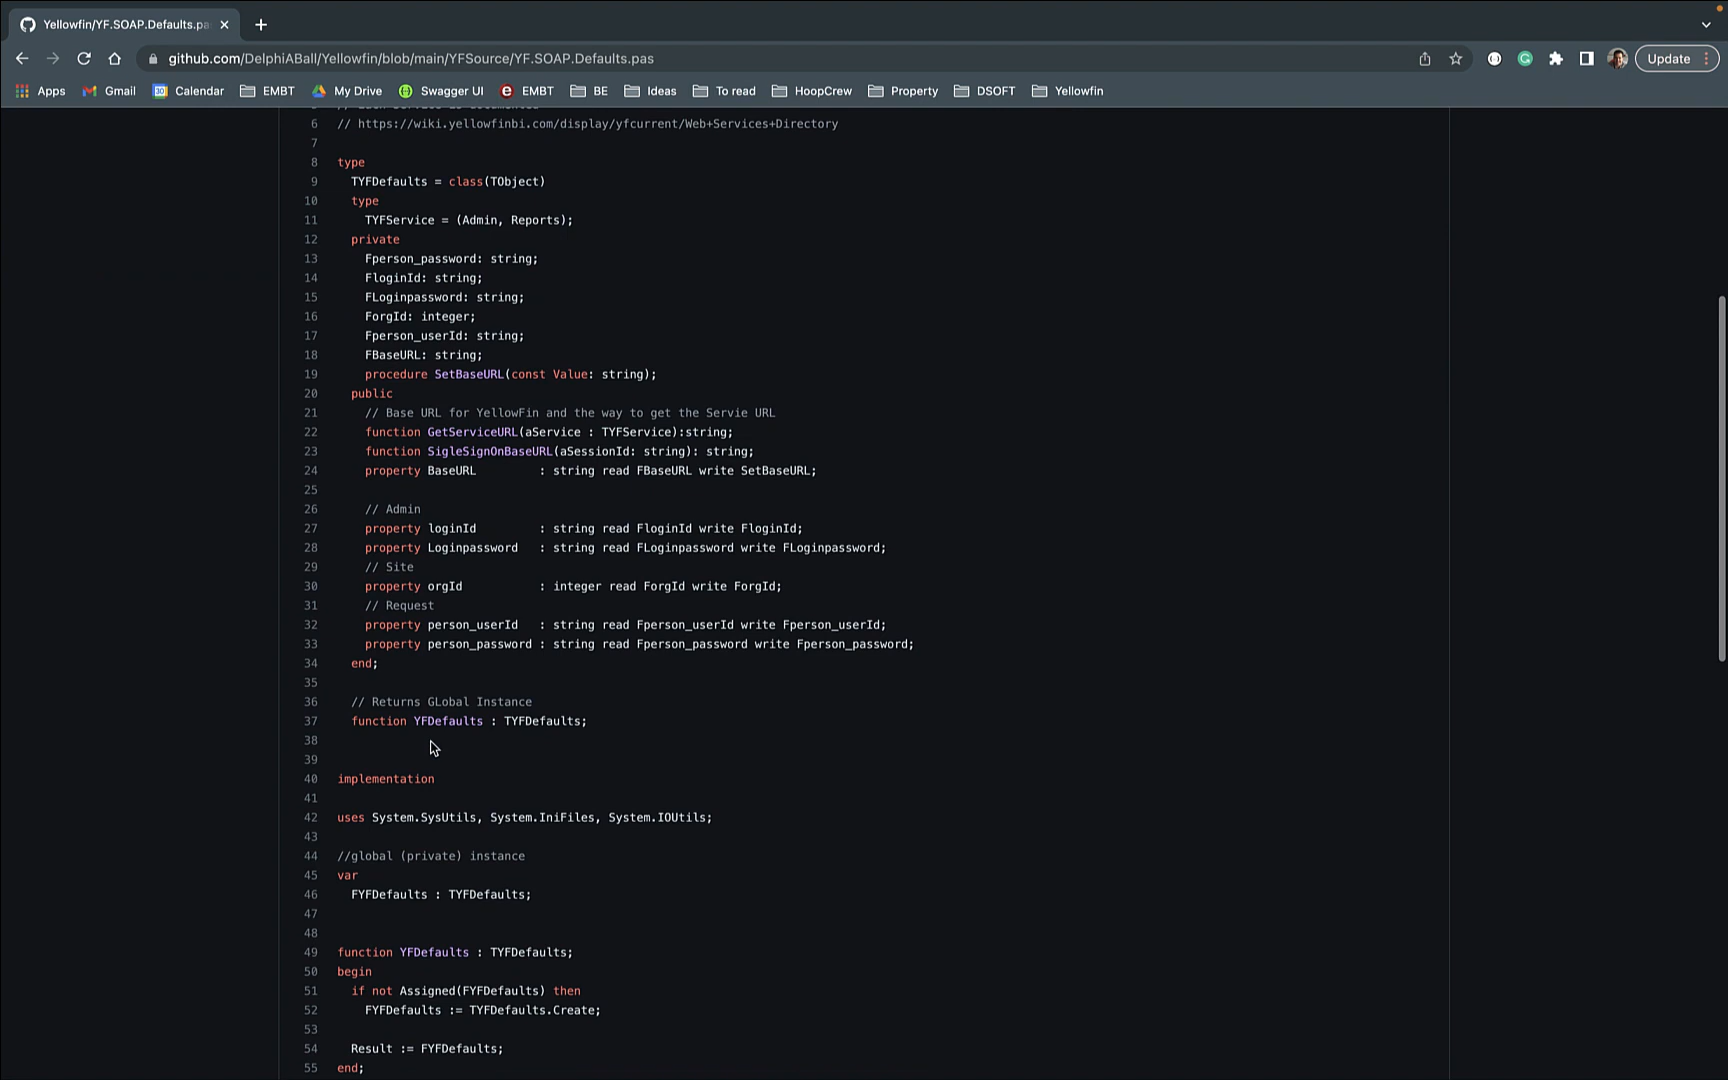 Yellowfin/YF.SOAP.Defaults.pa
github.com/DelphiABall/Yellowfin/blob/main/YFSource/YF.SOAP.Defaults.pas
Update
Apps Gmail Calendar EMBT My Drive Swagger UI EMBT BE Ideas To read HoopCrew Property DSOFT Yellowfin
6 // https://wiki.yellowfinbi.com/display/yfcurrent/Web+Services+Directory
7
8 type
9 TYFDefaults = class(TObject)
10 type
11 TYFService = (Admin, Reports);
12 private
13 Fperson_password: string;
14 FloginId: string;
15 FLoginpassword: string;
16 ForgId: integer;
17 Fperson_userId: string;
18 FBaseURL: string;
19 procedure SetBaseURL(const Value: string);
20 public
21 // Base URL for YellowFin and the way to get the Servie URL
22 function GetServiceURL(aService : TYFService):string;
23 function SigleSignOnBaseURL(aSessionId: string): string;
24 property BaseURL : string read FBaseURL write SetBaseURL;
25
26 // Admin
27 property loginId : string read FloginId write FloginId;
28 property Loginpassword : string read FLoginpassword write FLoginpassword;
29 // Site
30 property orgId : integer read ForgId write ForgId;
31 // Request
32 property person_userId : string read Fperson_userId write Fperson_userId;
33 property person_password : string read Fperson_password write Fperson_password;
34 end;
35
36 // Returns GLobal Instance
37 function YFDefaults : TYFDefaults;
38
39
40 implementation
41
42 uses System.SysUtils, System.IniFiles, System.IOUtils;
43
44 //global (private) instance
45 var
46 FYFDefaults : TYFDefaults;
47
48
49 function YFDefaults : TYFDefaults;
50 begin
51 if not Assigned(FYFDefaults) then
52 FYFDefaults := TYFDefaults.Create;
53
54 Result := FYFDefaults;
55 end;